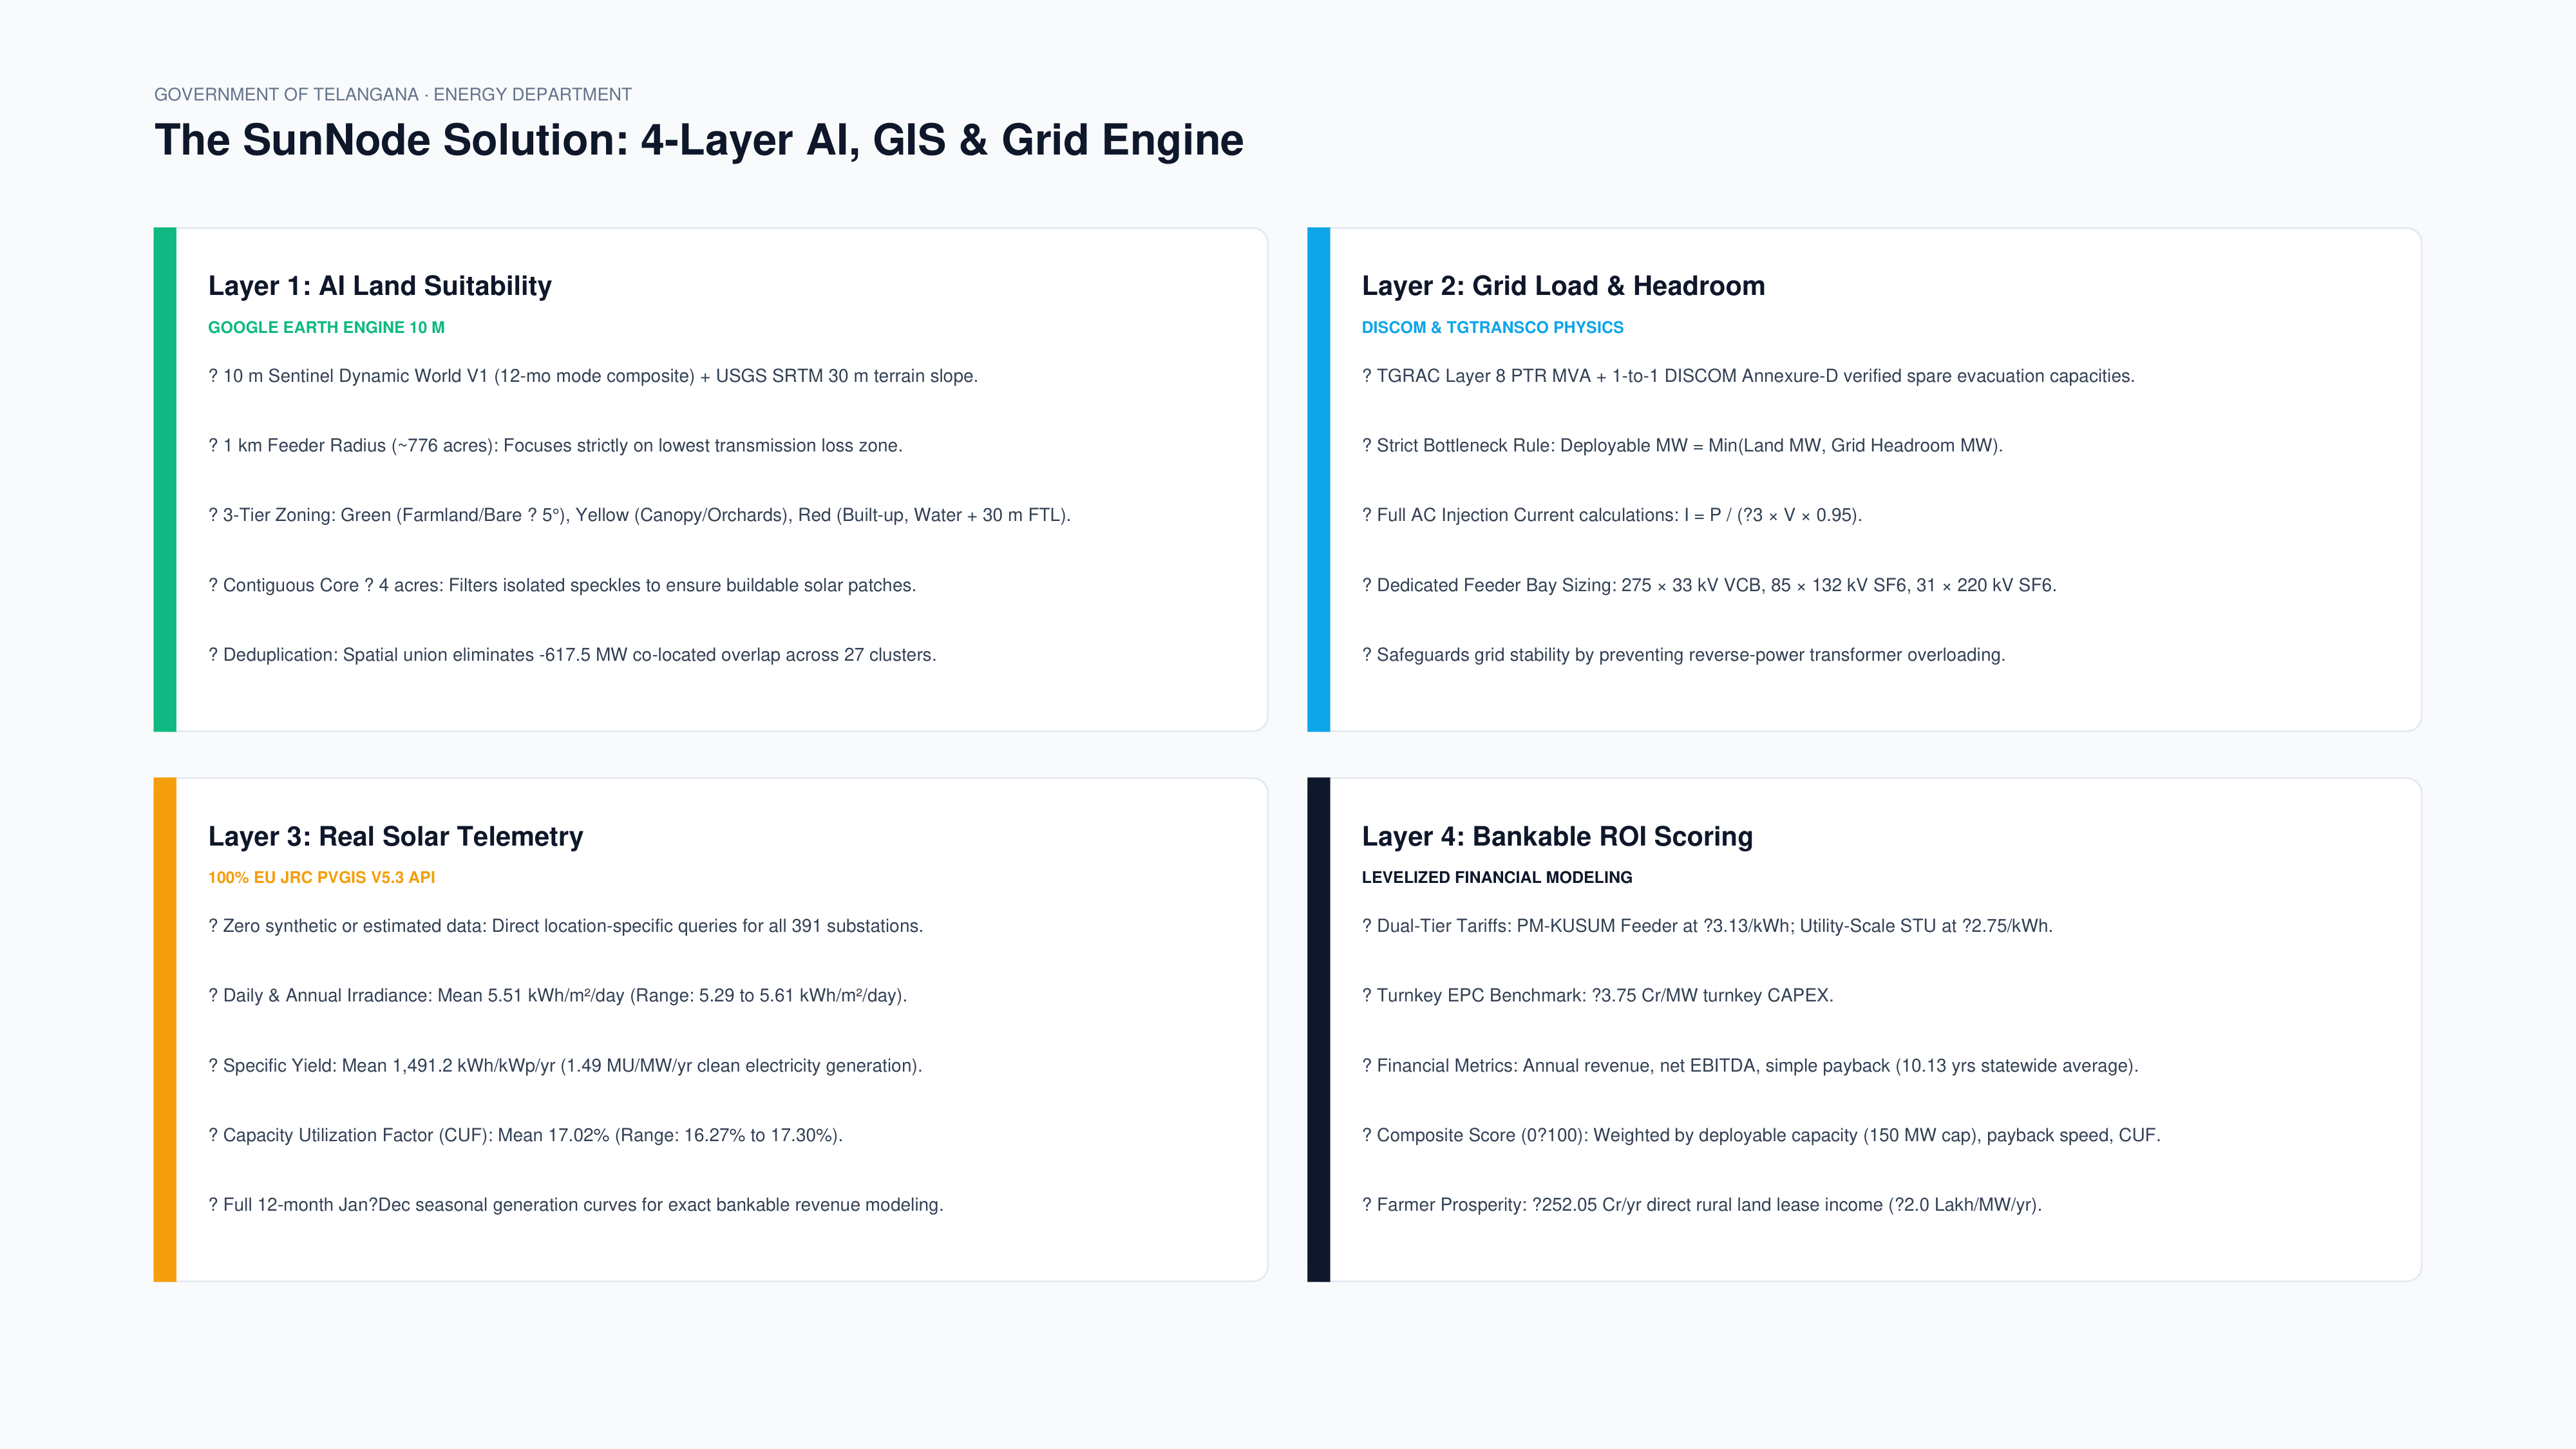 GOVERNMENT OF TELANGANA · ENERGY DEPARTMENT
The SunNode Solution: 4-Layer AI, GIS & Grid Engine
Layer 1: AI Land Suitability
GOOGLE EARTH ENGINE 10 M
? 10 m Sentinel Dynamic World V1 (12-mo mode composite) + USGS SRTM 30 m terrain slope.
? 1 km Feeder Radius (~776 acres): Focuses strictly on lowest transmission loss zone.
? 3-Tier Zoning: Green (Farmland/Bare ? 5°), Yellow (Canopy/Orchards), Red (Built-up, Water + 30 m FTL).
? Contiguous Core ? 4 acres: Filters isolated speckles to ensure buildable solar patches.
? Deduplication: Spatial union eliminates -617.5 MW co-located overlap across 27 clusters.
Layer 2: Grid Load & Headroom
DISCOM & TGTRANSCO PHYSICS
? TGRAC Layer 8 PTR MVA + 1-to-1 DISCOM Annexure-D verified spare evacuation capacities.
? Strict Bottleneck Rule: Deployable MW = Min(Land MW, Grid Headroom MW).
? Full AC Injection Current calculations: I = P / (?3 × V × 0.95).
? Dedicated Feeder Bay Sizing: 275 × 33 kV VCB, 85 × 132 kV SF6, 31 × 220 kV SF6.
? Safeguards grid stability by preventing reverse-power transformer overloading.
Layer 3: Real Solar Telemetry
100% EU JRC PVGIS V5.3 API
? Zero synthetic or estimated data: Direct location-specific queries for all 391 substations.
? Daily & Annual Irradiance: Mean 5.51 kWh/m²/day (Range: 5.29 to 5.61 kWh/m²/day).
? Specific Yield: Mean 1,491.2 kWh/kWp/yr (1.49 MU/MW/yr clean electricity generation).
? Capacity Utilization Factor (CUF): Mean 17.02% (Range: 16.27% to 17.30%).
? Full 12-month Jan?Dec seasonal generation curves for exact bankable revenue modeling.
Layer 4: Bankable ROI Scoring
LEVELIZED FINANCIAL MODELING
? Dual-Tier Tariffs: PM-KUSUM Feeder at ?3.13/kWh; Utility-Scale STU at ?2.75/kWh.
? Turnkey EPC Benchmark: ?3.75 Cr/MW turnkey CAPEX.
? Financial Metrics: Annual revenue, net EBITDA, simple payback (10.13 yrs statewide average).
? Composite Score (0?100): Weighted by deployable capacity (150 MW cap), payback speed, CUF.
? Farmer Prosperity: ?252.05 Cr/yr direct rural land lease income (?2.0 Lakh/MW/yr).